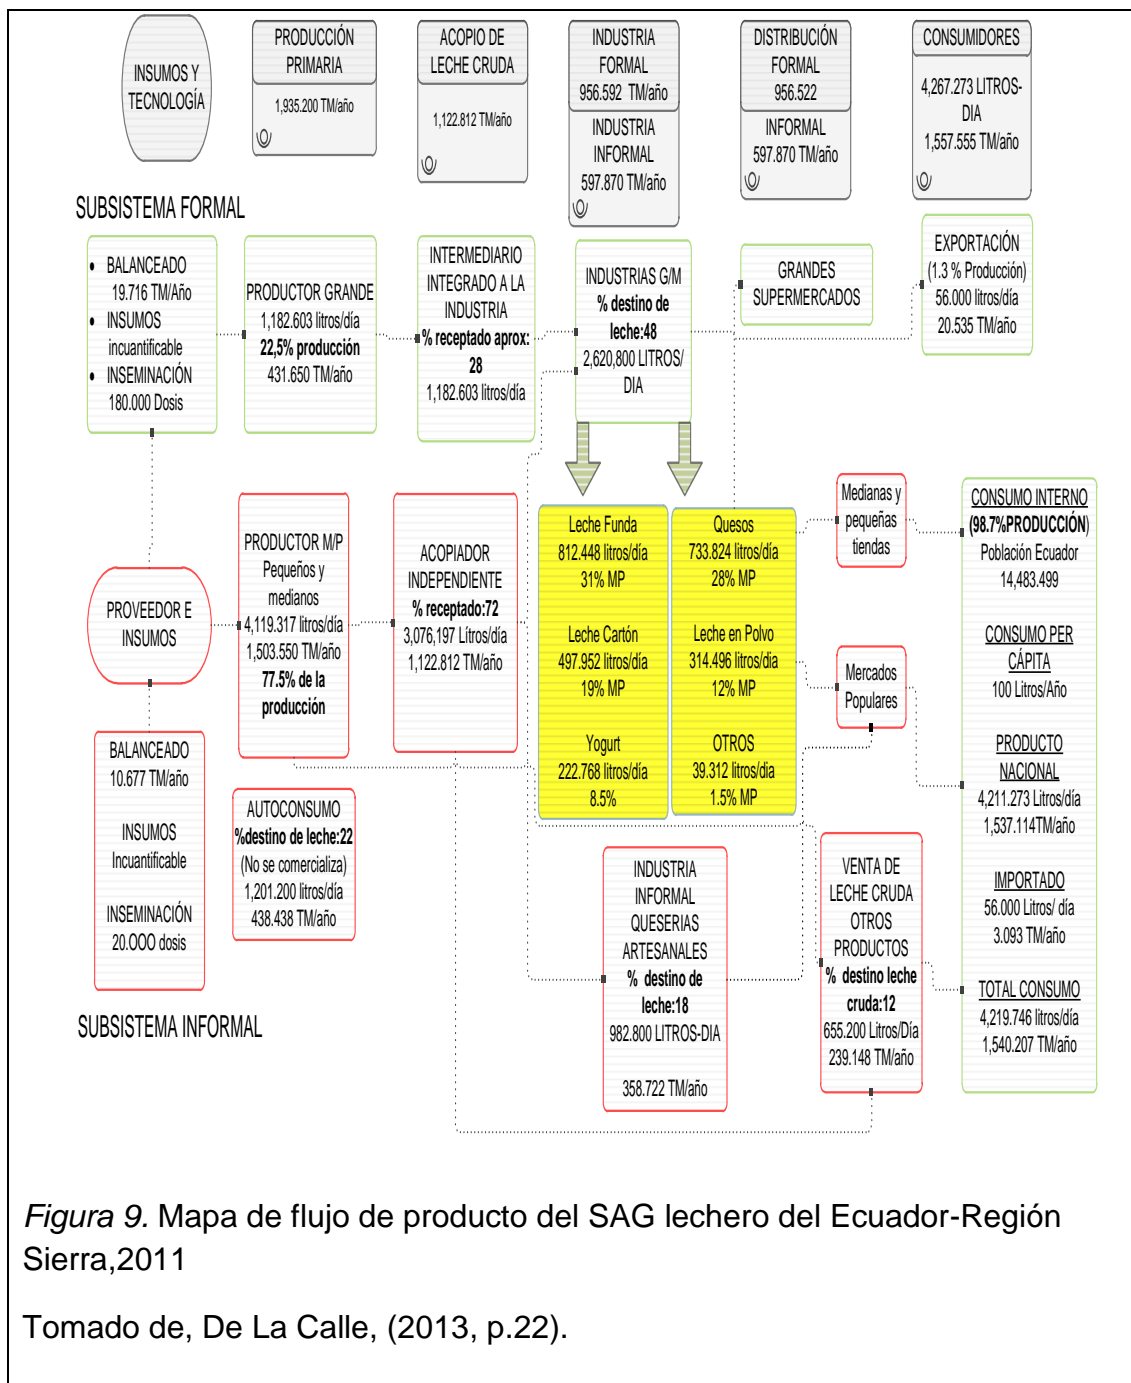 INSUMOS Y
TECNOLOGÍA
PRODUCCIÓN
PRIMARIA
1,935.200 TM/año
ACOPIO DE
LECHE CRUDA
1,122.812 TM/año
INDUSTRIA
FORMAL
956.592 TM/año
INDUSTRIA
INFORMAL
597.870 TM/año
DISTRIBUCIÓN
FORMAL
956.522
INFORMAL
597.870 TM/año
CONSUMIDORES
4,267.273 LITROS-
DIA
1,557.555 TM/año
SUBSISTEMA FORMAL
• BALANCEADO
19.716 TM/Año
• INSUMOS
incuantificable
• INSEMINACIÓN
180.000 Dosis
PRODUCTOR GRANDE
1,182.603 litros/día
22,5% producción
431.650 TM/año
INTERMEDIARIO
INTEGRADO A LA
INDUSTRIA
% receptado aprox:
28
1,182.603 litros/día
INDUSTRIAS G/M
% destino de
leche:48
2,620,800 LITROS/
DIA
GRANDES
SUPERMERCADOS
EXPORTACIÓN
(1.3 % Producción)
56.000 litros/día
20.535 TM/año
PROVEEDOR E
INSUMOS
PRODUCTOR M/P
Pequeños y
medianos
4,119.317 litros/día
1,503.550 TM/año
77.5% de la
producción
ACOPIADOR
INDEPENDIENTE
% receptado:72
3,076,197 Lítros/día
1,122.812 TM/año
Leche Funda
812.448 litros/día
31% MP
Leche Cartón
497.952 litros/día
19% MP
Yogurt
222.768 litros/día
8.5%
Quesos
733.824 litros/día
28% MP
Leche en Polvo
314.496 litros/dia
12% MP
OTROS
39.312 litros/dia
1.5% MP
Medianas y
pequeñas
tiendas
Mercados
Populares
CONSUMO INTERNO
(98.7%PRODUCCIÓN)
Población Ecuador
14,483.499
CONSUMO PER
CÁPITA
100 Litros/Año
PRODUCTO
NACIONAL
4,211.273 Litros/día
1,537.114TM/año
IMPORTADO
56.000 Litros/ día
3.093 TM/año
TOTAL CONSUMO
4,219.746 litros/día
1,540.207 TM/año
BALANCEADO
10.677 TM/año
INSUMOS
Incuantificable
INSEMINACIÓN
20.OOO dosis
AUTOCONSUMO
%destino de leche:22
(No se comercializa)
1,201.200 litros/día
438.438 TM/año
INDUSTRIA
INFORMAL
QUESERIAS
ARTESANALES
% destino de
leche:18
982.800 LITROS-DIA
358.722 TM/año
VENTA DE
LECHE CRUDA
OTROS
PRODUCTOS
% destino leche
cruda:12
655.200 Litros/Día
239.148 TM/año
SUBSISTEMA INFORMAL
Figura 9. Mapa de flujo de producto del SAG lechero del Ecuador-Región
Sierra,2011
Tomado de, De La Calle, (2013, p.22).